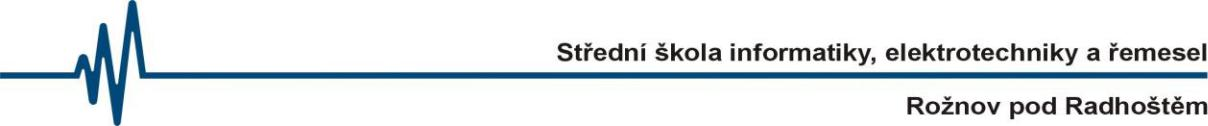 Střední škola informatiky, elektrotechniky a řemesel
Rožnov pod Radhoštěm